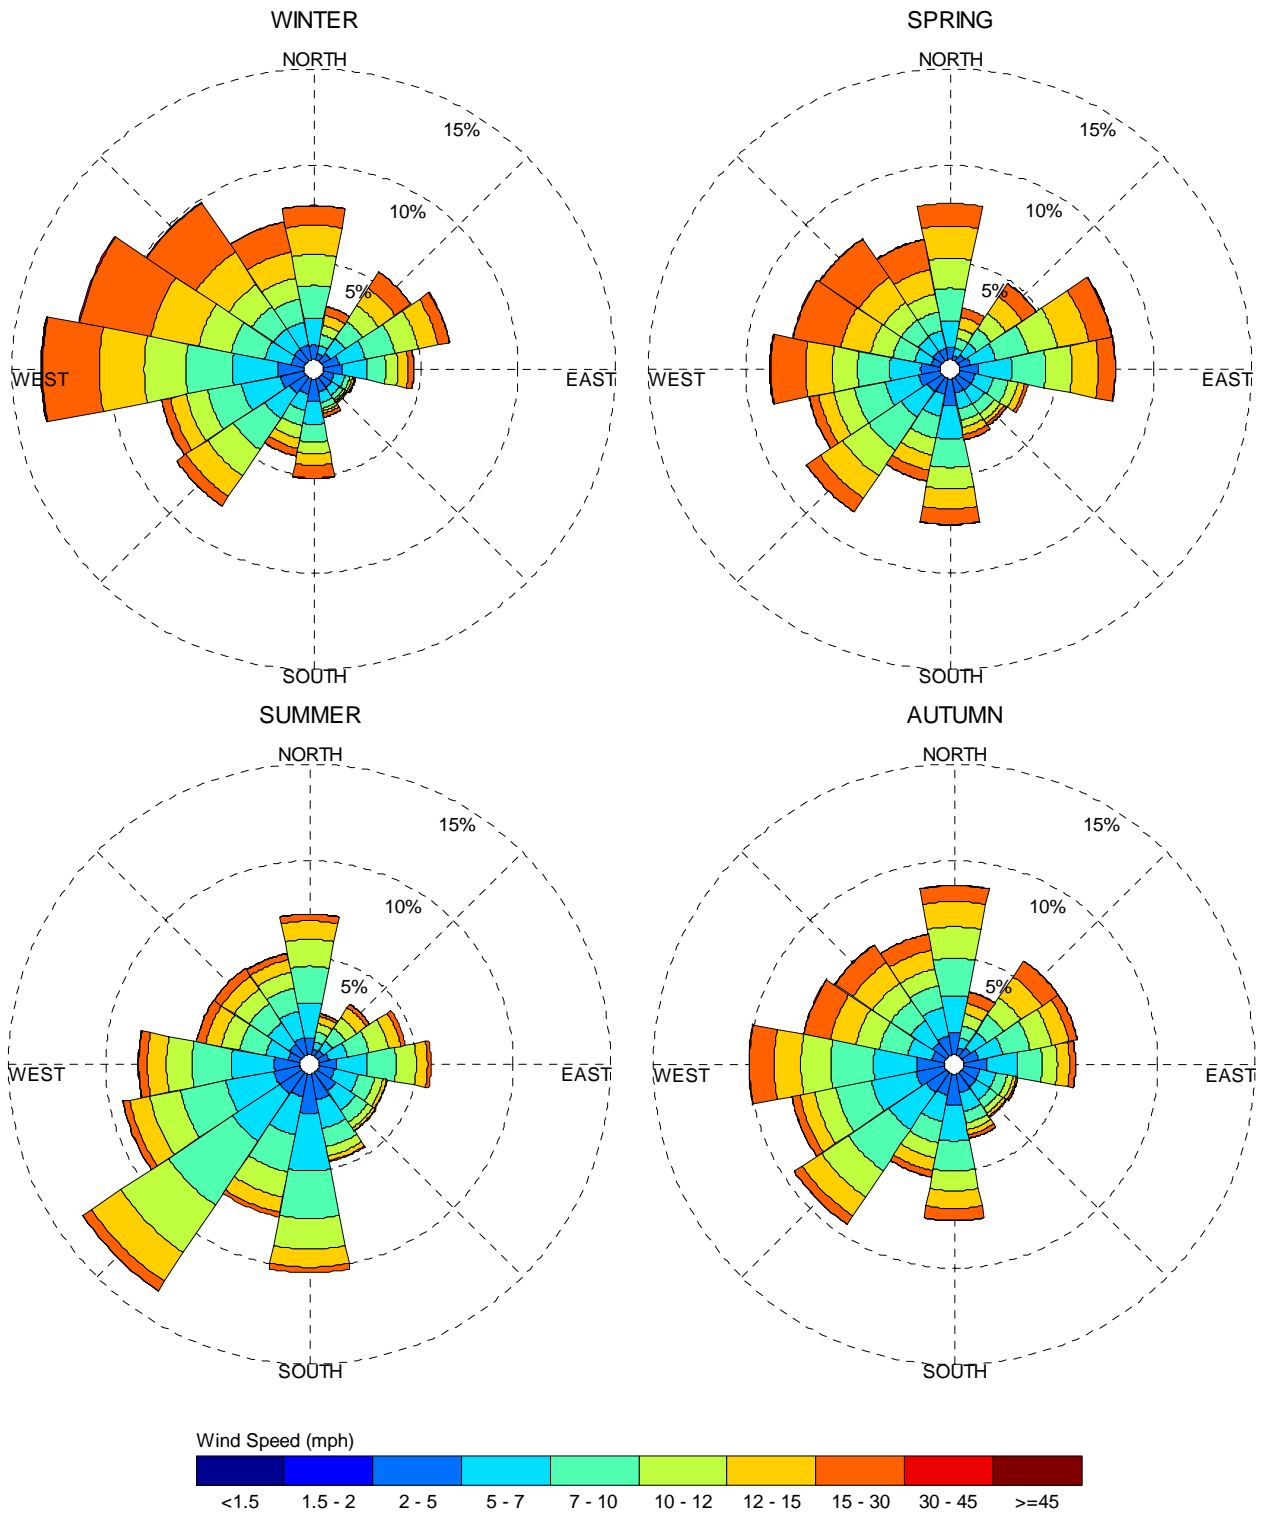 WINTER
SPRING
NORTH
NORTH
15%
15%
10%
10%
5%
5%
WEST
EAST
WEST
EAST
SOUTH
SOUTH
SUMMER
AUTUMN
NORTH
NORTH
15%
15%
10%
10%
5%
5%
WEST
EAST
WEST
EAST
SOUTH
SOUTH
Wind Speed (mph)
<1.5 1.5 - 2 2 - 5 5 - 7 7 - 10 10 - 12 12 - 15 15 - 30 30 - 45 >=45